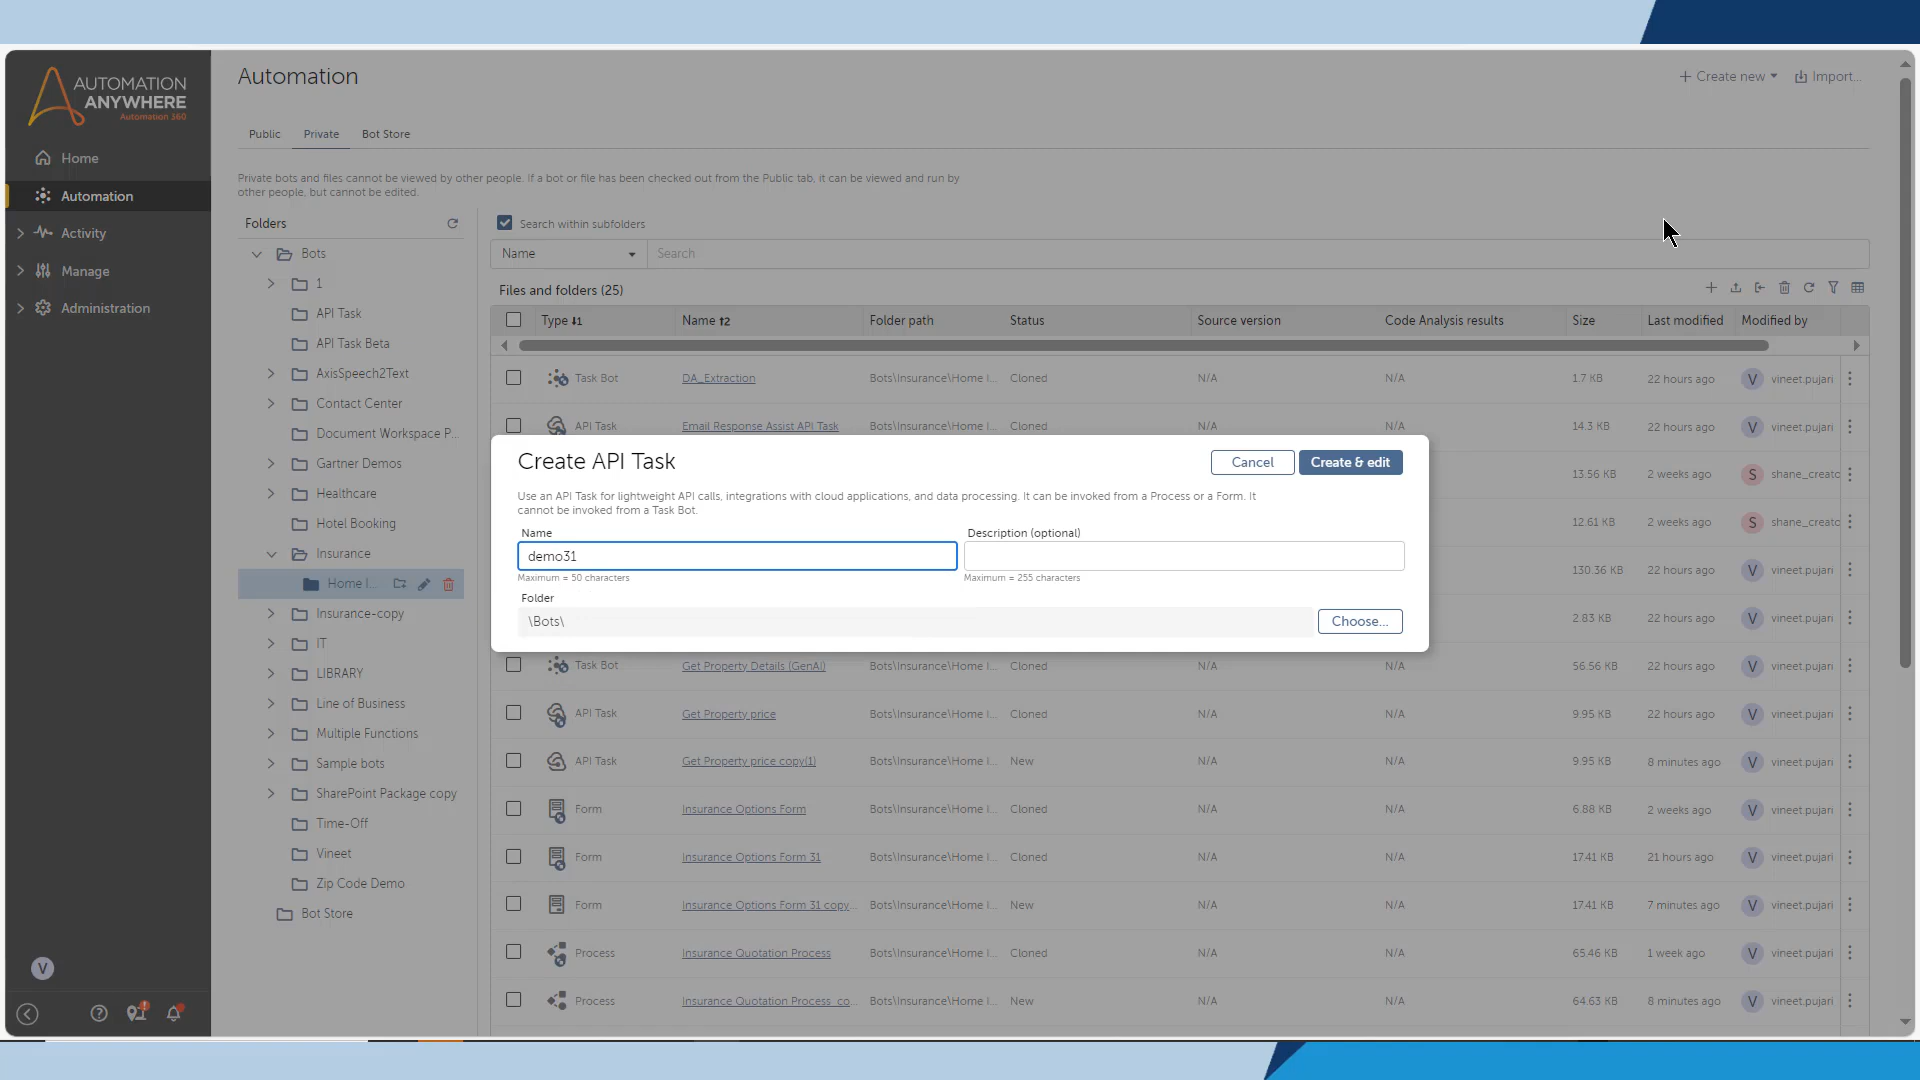 AUTOMATION
ANYWHERE
Automation 360
Home
Automation
Activity
Manage
Administration
V
Automation
Create new
Import...
Public
Private
Bot Store
Private bots and files cannot be viewed by other people. If a bot or file has been checked out from the Public tab, it can be viewed and run by
other people, but cannot be edited.
Folders
Bots
1
API Task
API Task Beta
AxisSpeech2Text
Contact Center
Document Workspace P...
Gartner Demos
Healthcare
Hotel Booking
Insurance
Home I...
Insurance-copy
IT
LIBRARY
Line of Business
Multiple Functions
Sample bots
SharePoint Package copy
Time-Off
Vineet
Zip Code Demo
Bot Store
Search within subfolders
Name
Search
Files and folders (25)
Type Name Folder path Status Source version Code Analysis results Size Last modified Modified by
Task Bot DA_Extraction Bots\Insurance\Home I... Cloned N/A N/A 1.7 KB 22 hours ago V vineet.pujari
API Task Email Response Assist API Task Bots\Insurance\Home I... Cloned N/A N/A 14.3 KB 22 hours ago V vineet.pujari
13.56 KB 2 weeks ago S shane_creato
12.61 KB 2 weeks ago S shane_creato
130.36 KB 22 hours ago V vineet.pujari
2.83 KB 22 hours ago V vineet.pujari
Create API Task
Cancel
Create & edit
Use an API Task for lightweight API calls, integrations with cloud applications, and data processing. It can be invoked from a Process or a Form. It
cannot be invoked from a Task Bot.
Name
Description (optional)
demo31
Maximum = 50 characters
Maximum = 255 characters
Folder
\Bots\
Choose...
Task Bot Get Property Details (GenAI) Bots\Insurance\Home I... Cloned N/A N/A 56.56 KB 22 hours ago V vineet.pujari
API Task Get Property price Bots\Insurance\Home I... Cloned N/A N/A 9.95 KB 22 hours ago V vineet.pujari
API Task Get Property price copy(1) Bots\Insurance\Home I... New N/A N/A 9.95 KB 8 minutes ago V vineet.pujari
Form Insurance Options Form Bots\Insurance\Home I... Cloned N/A N/A 6.88 KB 2 weeks ago V vineet.pujari
Form Insurance Options Form 31 Bots\Insurance\Home I... Cloned N/A N/A 17.41 KB 21 hours ago V vineet.pujari
Form Insurance Options Form 31 copy... Bots\Insurance\Home I... New N/A N/A 17.41 KB 7 minutes ago V vineet.pujari
Process Insurance Quotation Process Bots\Insurance\Home I... Cloned N/A N/A 65.46 KB 1 week ago V vineet.pujari
Process Insurance Quotation Process_co... Bots\Insurance\Home I... New N/A N/A 64.63 KB 8 minutes ago V vineet.pujari